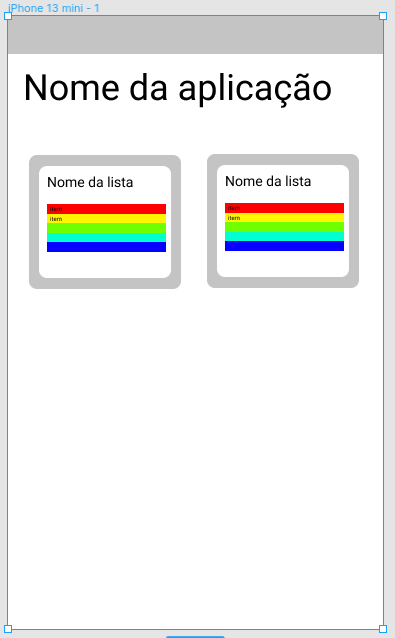 iPhone 13 mini - 1
Nome da aplicação
Nome da lista
item
item
Nome da lista
item
item